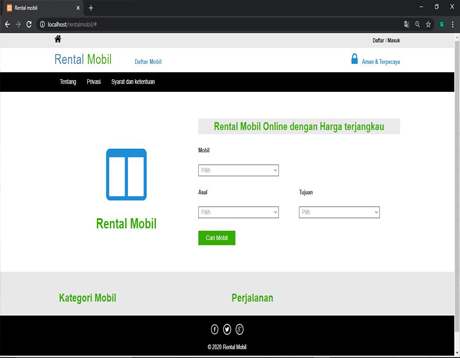 Rental mobil
localhost/rentalmobil/#
G
Daftar / Masuk
Rental Mobil
Daftar Mobil
Aman & Terpecaya
Tentang Privasi Syarat dan ketentuan
Rental Mobil Online dengan Harga terjangkau
Mobil
Pilih
Asal Tujuan
Pilih Pilih
Cari Mobil
Rental Mobil
Kategori Mobil Perjalanan
© 2020 Rental Mobil